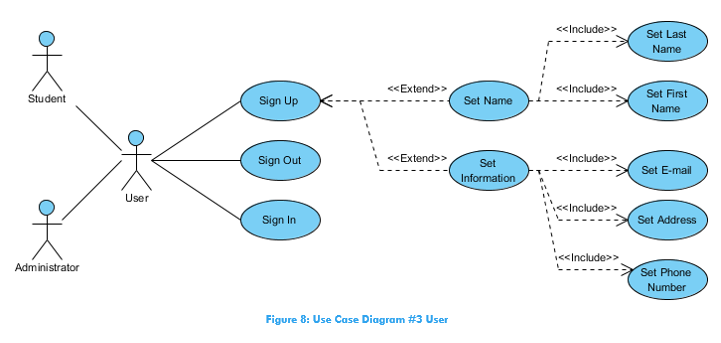 Student
Administrator
User
Sign Up
Sign Out
Sign In
<<Extend>>
<<Extend>>
Set Name
Set
Information
<<Include>>
<<Include>>
<<Include>>
<<Include>>
<<Include>>
Set Last
Name
Set First
Name
Set E-mail
Set Address
Set Phone
Number
Figure 8: Use Case Diagram #3 User